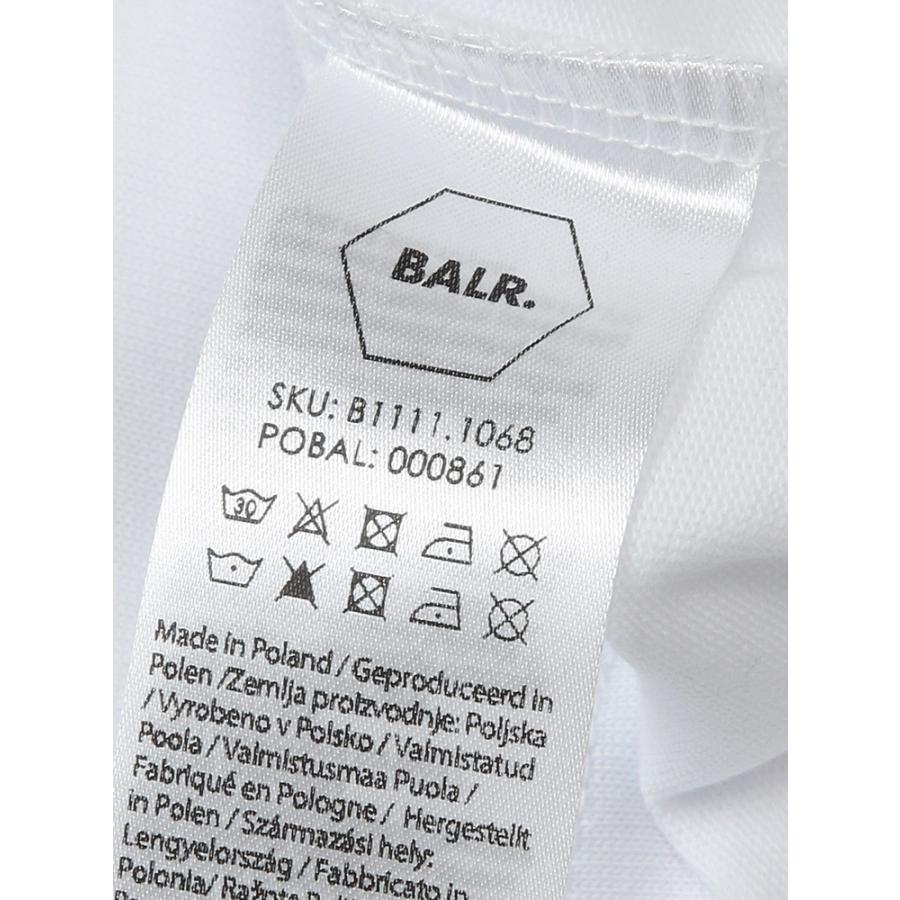 BALR.
SKU: B1111.1068
POBAL: 000861
30
Made in Poland / Geproduceerd in
Polen /Zemlja proizvodnje: Poljska
/ Vyrobeno v Polsko / Valmistatud
Poola / Valmistusmaa Puola /
Fabriqué en Pologne / Hergestellt
in Polen / Származási hely:
Lengyelország / Fabbricato in
Polonia/